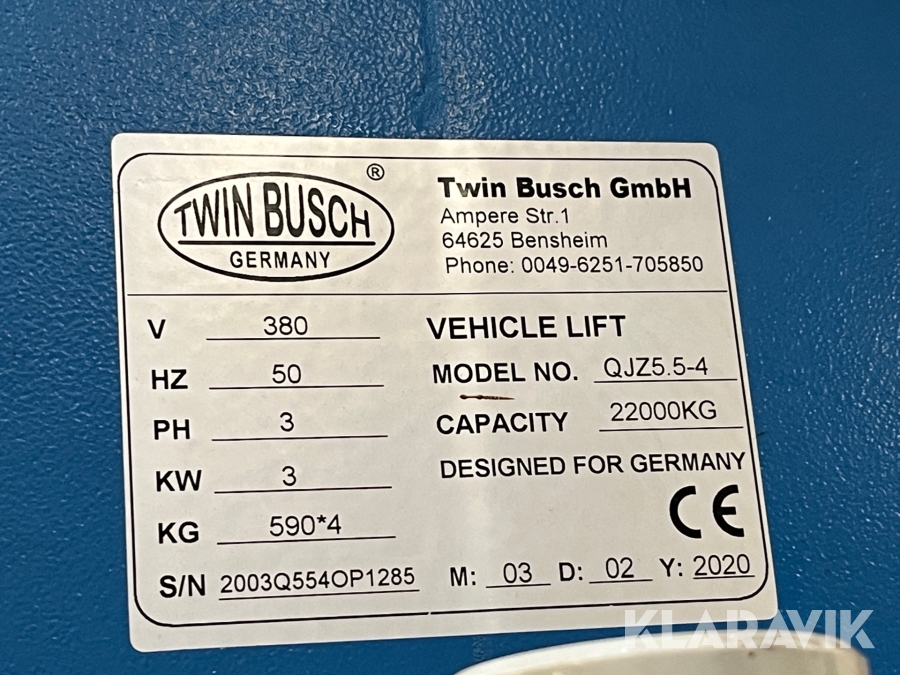 TWIN BUSCH ®
GERMANY
Twin Busch GmbH
Ampere Str.1
64625 Bensheim
Phone: 0049-6251-705850
V 380
HZ 50
PH 3
KW 3
KG 590*4
S/N 2003Q554OP1285
VEHICLE LIFT
MODEL NO. QJZ5.5-4
CAPACITY 22000KG
DESIGNED FOR GERMANY
CE
M: 03 D: 02 Y: 2020
KLARAVIK